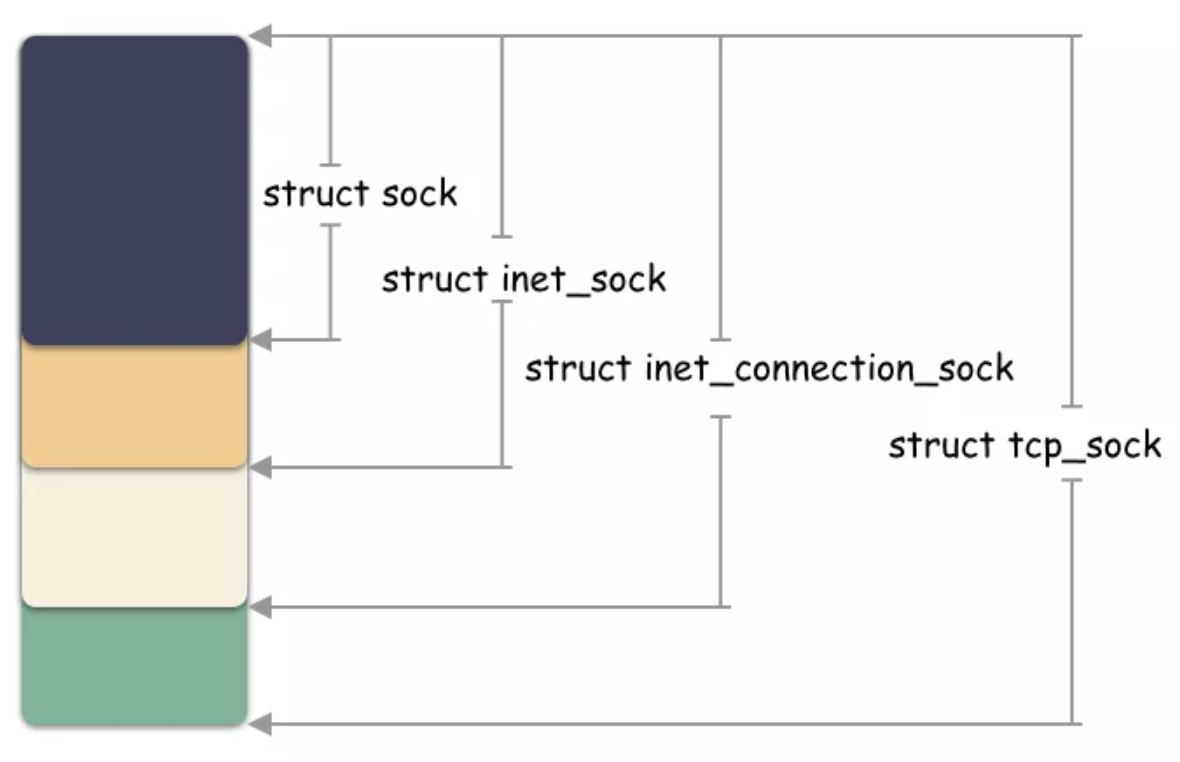 struct sock
struct inet_sock
struct inet_connection_sock
struct tcp_sock